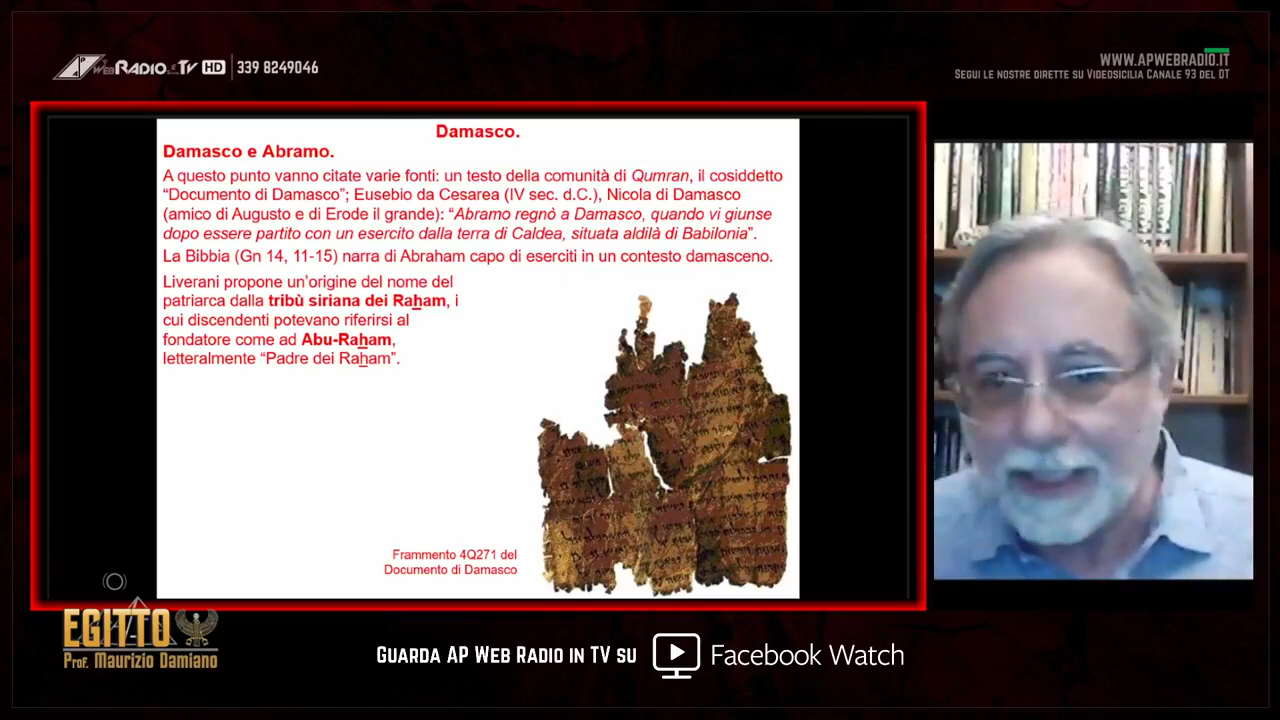 AP WEB RADIO E TV HD 339 8249046
WWW.APWEBRADIO.IT
SEGUI LE NOSTRE DIRETTE SU VIDEOSICILIA CANALE 93 DEL DT
Damasco.
Damasco e Abramo.
A questo punto vanno citate varie fonti: un testo della comunità di Qumran, il cosiddetto
“Documento di Damasco”; Eusebio da Cesarea (IV sec. d.C.), Nicola di Damasco
(amico di Augusto e di Erode il grande): “Abramo regnò a Damasco, quando vi giunse
dopo essere partito con un esercito dalla terra di Caldea, situata aldilà di Babilonia”.
La Bibbia (Gn 14, 11-15) narra di Abraham capo di eserciti in un contesto damasceno.
Liverani propone un’origine del nome del
patriarca dalla tribù siriana dei Raẖam, i
cui discendenti potevano riferirsi al
fondatore come ad Abu-Raẖam,
letteralmente “Padre dei Raẖam”.
Frammento 4Q271 del
Documento di Damasco
EGITTO
Prof. Maurizio Damiano
GUARDA AP WEB RADIO IN TV SU Facebook Watch